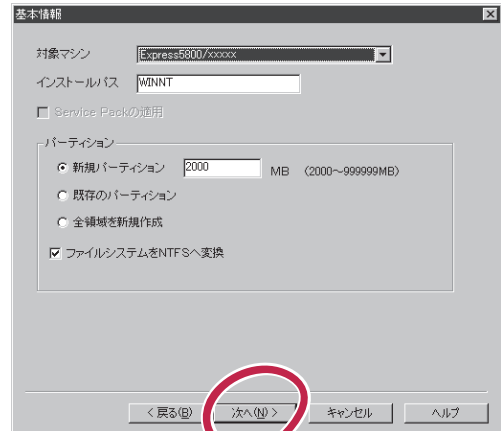 基本情報
対象マシン Express5800/xxxxx
インストールパス WINNT
Service Packの適用
パーティション
新規パーティション 2000 MB (2000～999999MB)
既存のパーティション
全領域を新規作成
ファイルシステムをNTFSへ変換
< 戻る(B) 次へ(N) > キャンセル ヘルプ